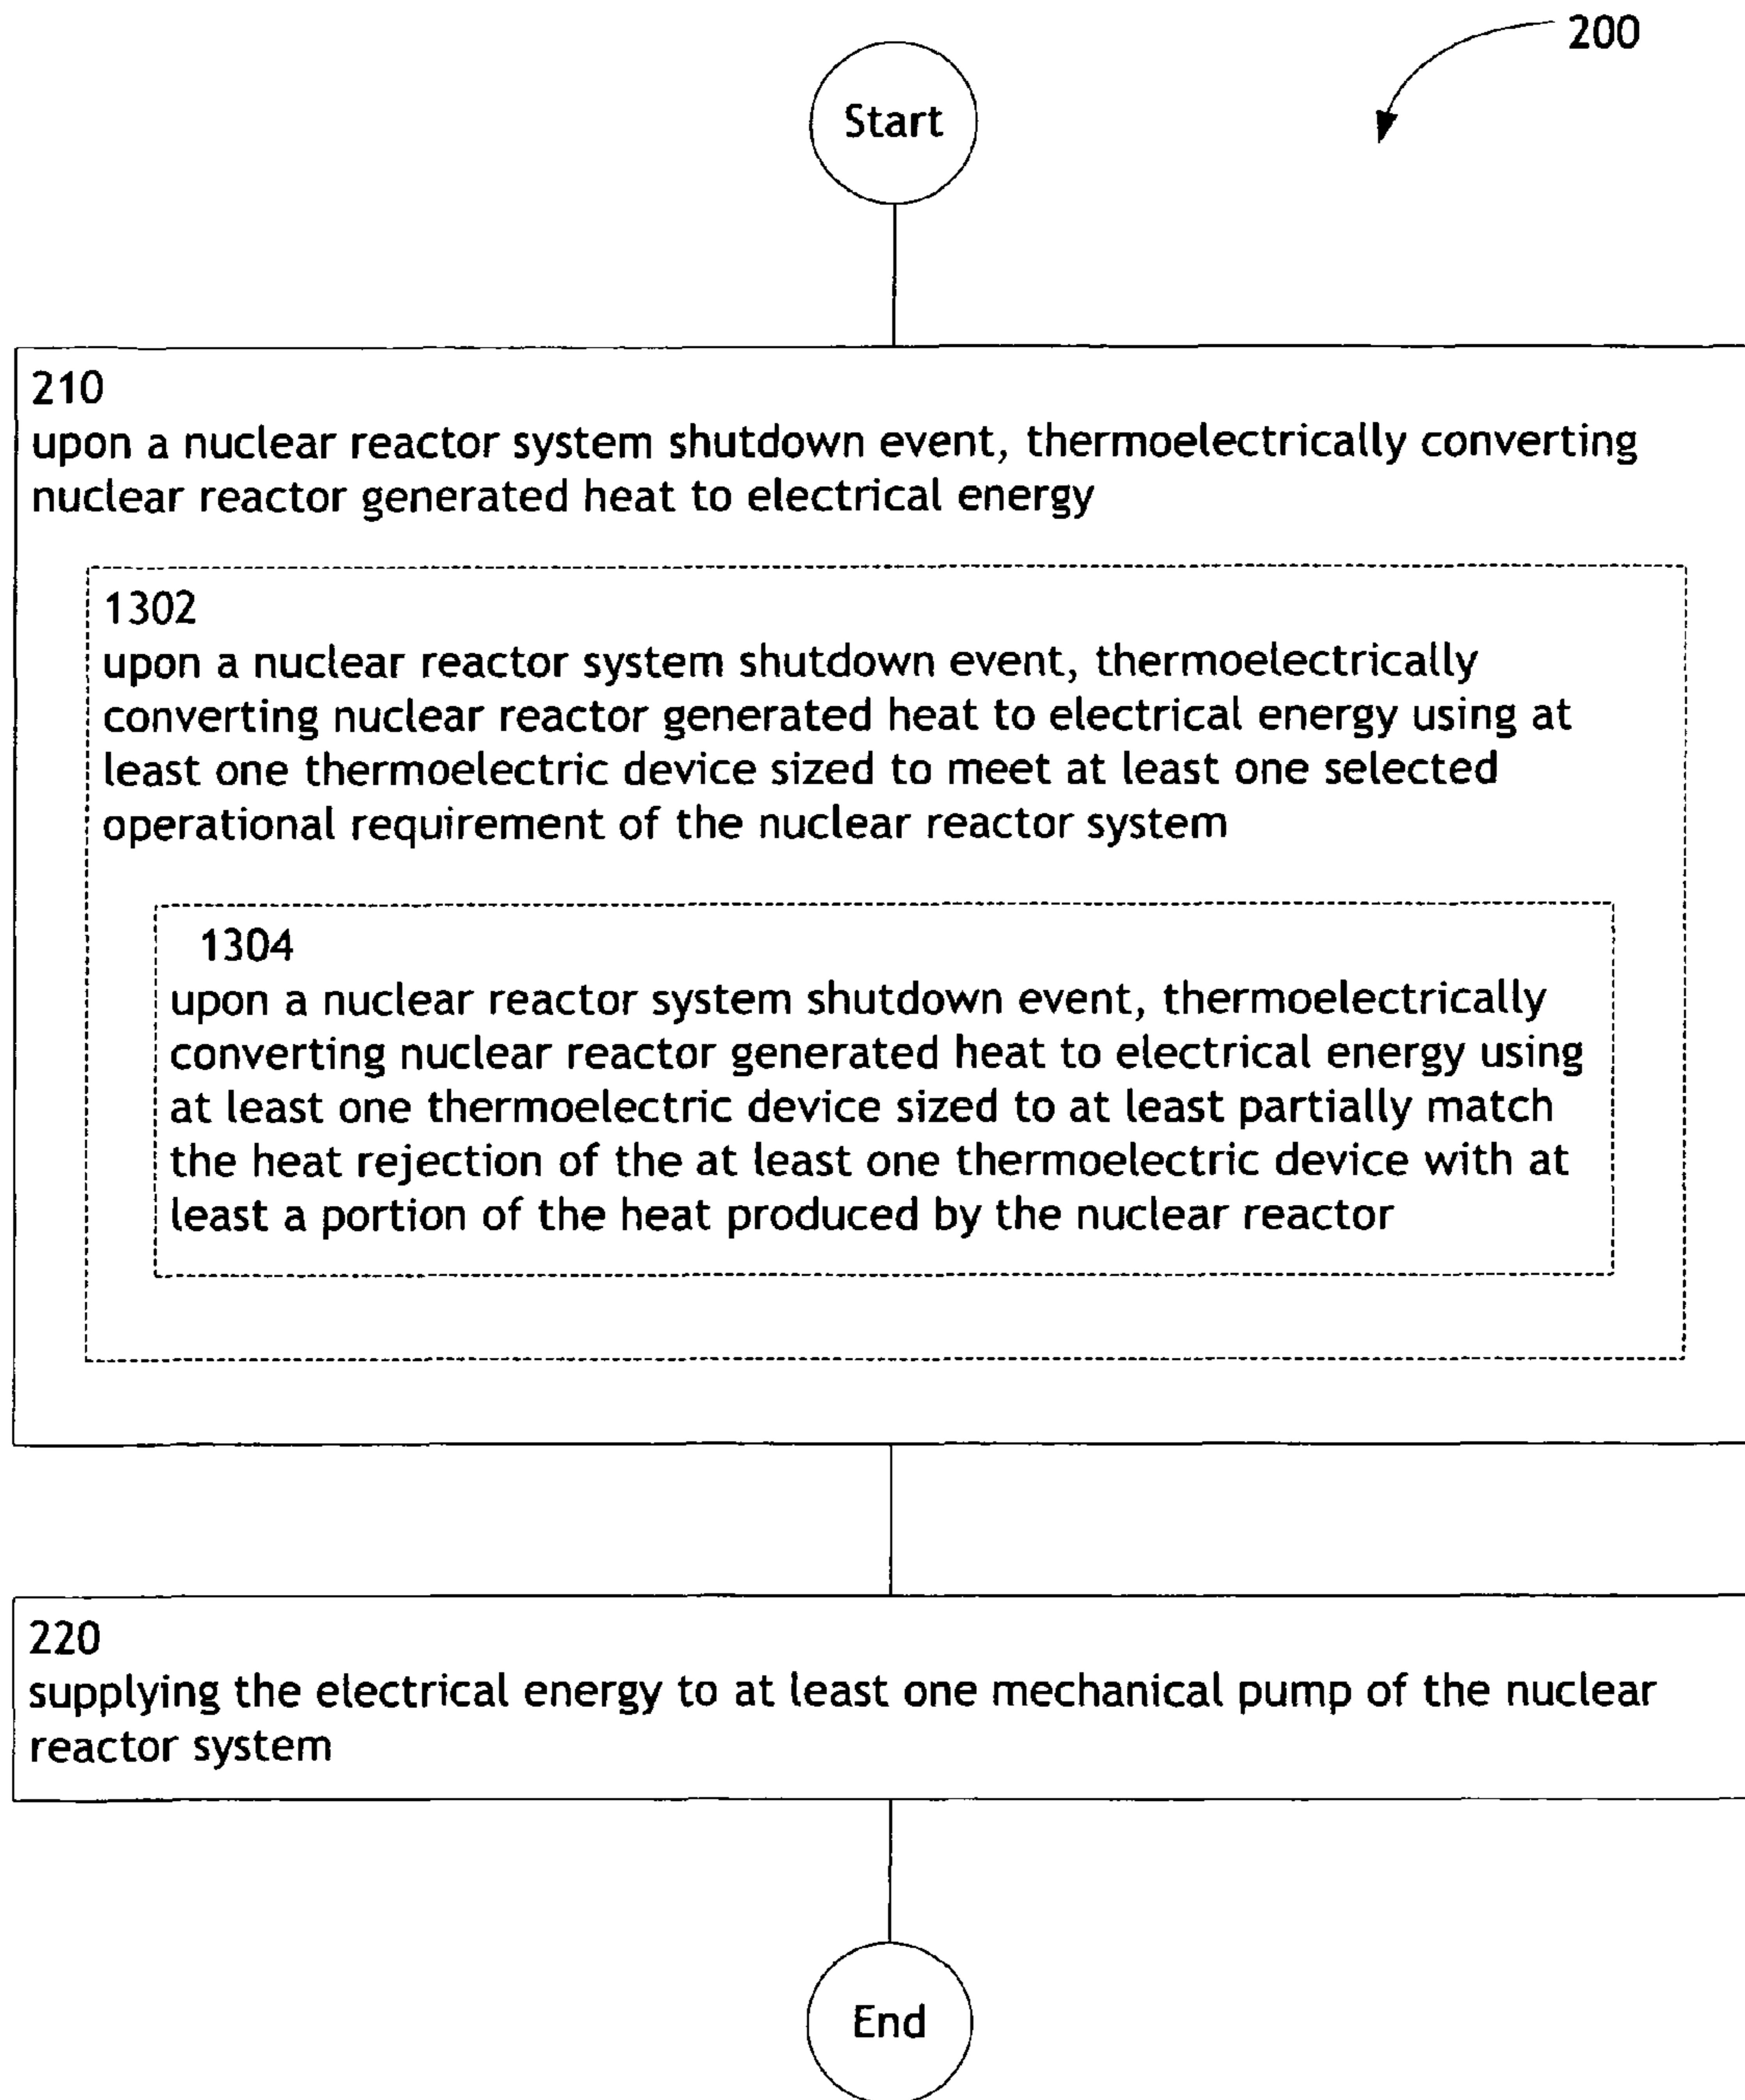 200
Start
210
upon a nuclear reactor system shutdown event, thermoelectrically converting
nuclear reactor generated heat to electrical energy
1302
upon a nuclear reactor system shutdown event, thermoelectrically
converting nuclear reactor generated heat to electrical energy using at
least one thermoelectric device sized to meet at least one selected
operational requirement of the nuclear reactor system
1304
upon a nuclear reactor system shutdown event, thermoelectrically
converting nuclear reactor generated heat to electrical energy using
at least one thermoelectric device sized to at least partially match
the heat rejection of the at least one thermoelectric device with at
least a portion of the heat produced by the nuclear reactor
220
supplying the electrical energy to at least one mechanical pump of the nuclear
reactor system
End